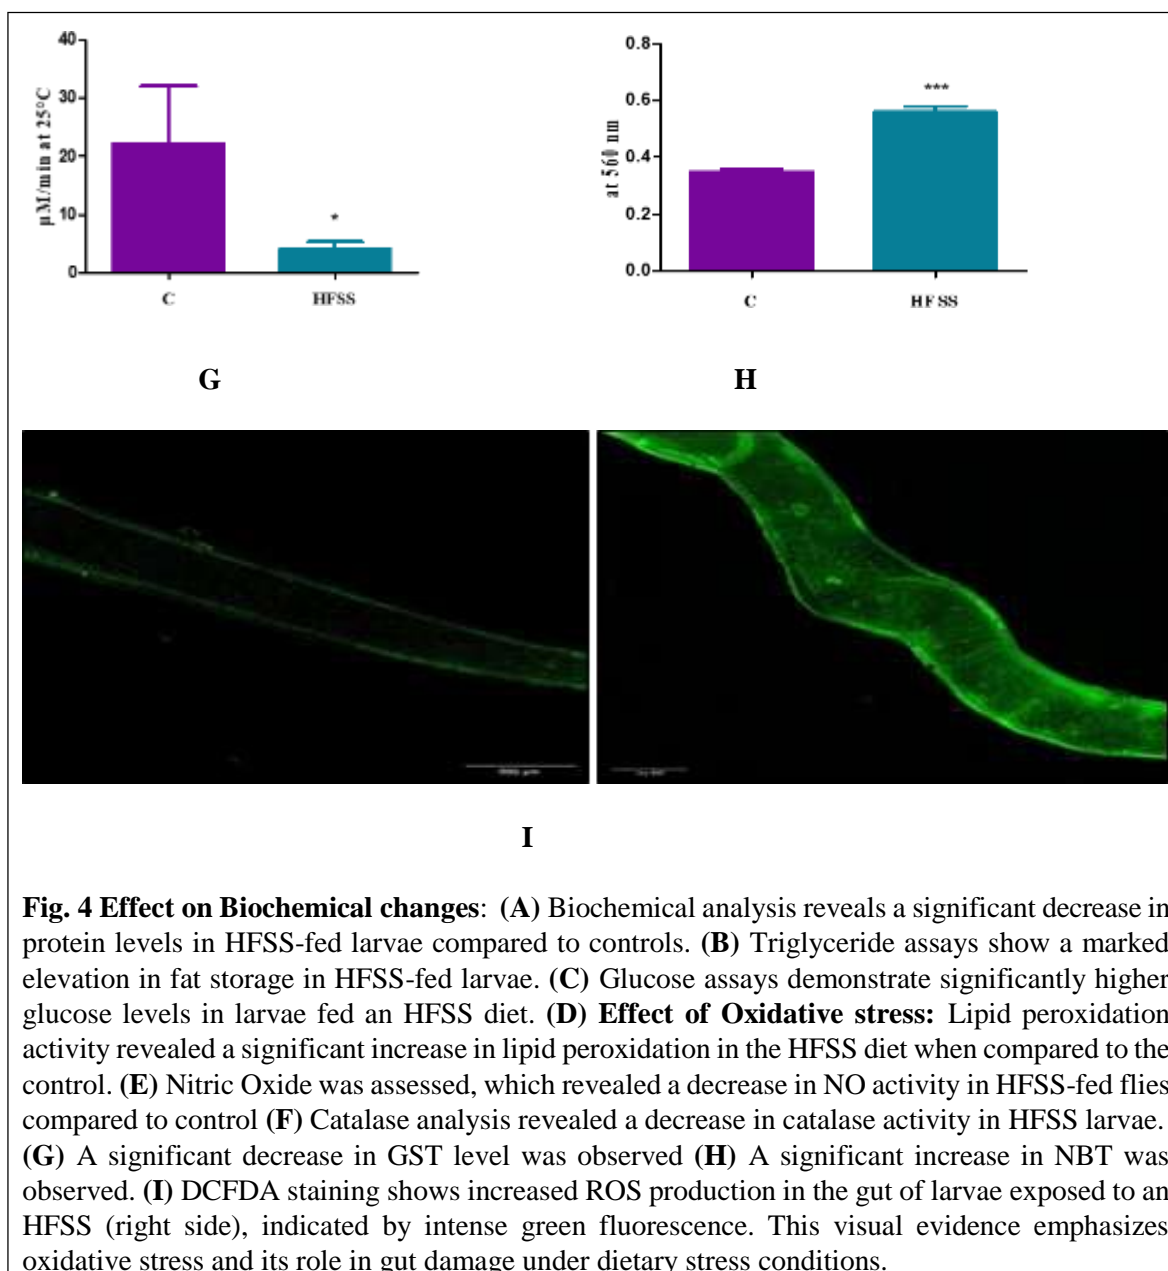 40
30
20
10
0
µM/min at 25°C
*
C
HFSS
0.8
0.6
0.4
0.2
0.0
at 560 nm
***
C
HFSS
G
H
I
Fig. 4 Effect on Biochemical changes: (A) Biochemical analysis reveals a significant decrease in
protein levels in HFSS-fed larvae compared to controls. (B) Triglyceride assays show a marked
elevation in fat storage in HFSS-fed larvae. (C) Glucose assays demonstrate significantly higher
glucose levels in larvae fed an HFSS diet. (D) Effect of Oxidative stress: Lipid peroxidation
activity revealed a significant increase in lipid peroxidation in the HFSS diet when compared to the
control. (E) Nitric Oxide was assessed, which revealed a decrease in NO activity in HFSS-fed flies
compared to control (F) Catalase analysis revealed a decrease in catalase activity in HFSS larvae.
(G) A significant decrease in GST level was observed (H) A significant increase in NBT was
observed. (I) DCFDA staining shows increased ROS production in the gut of larvae exposed to an
HFSS (right side), indicated by intense green fluorescence. This visual evidence emphasizes
oxidative stress and its role in gut damage under dietary stress conditions.